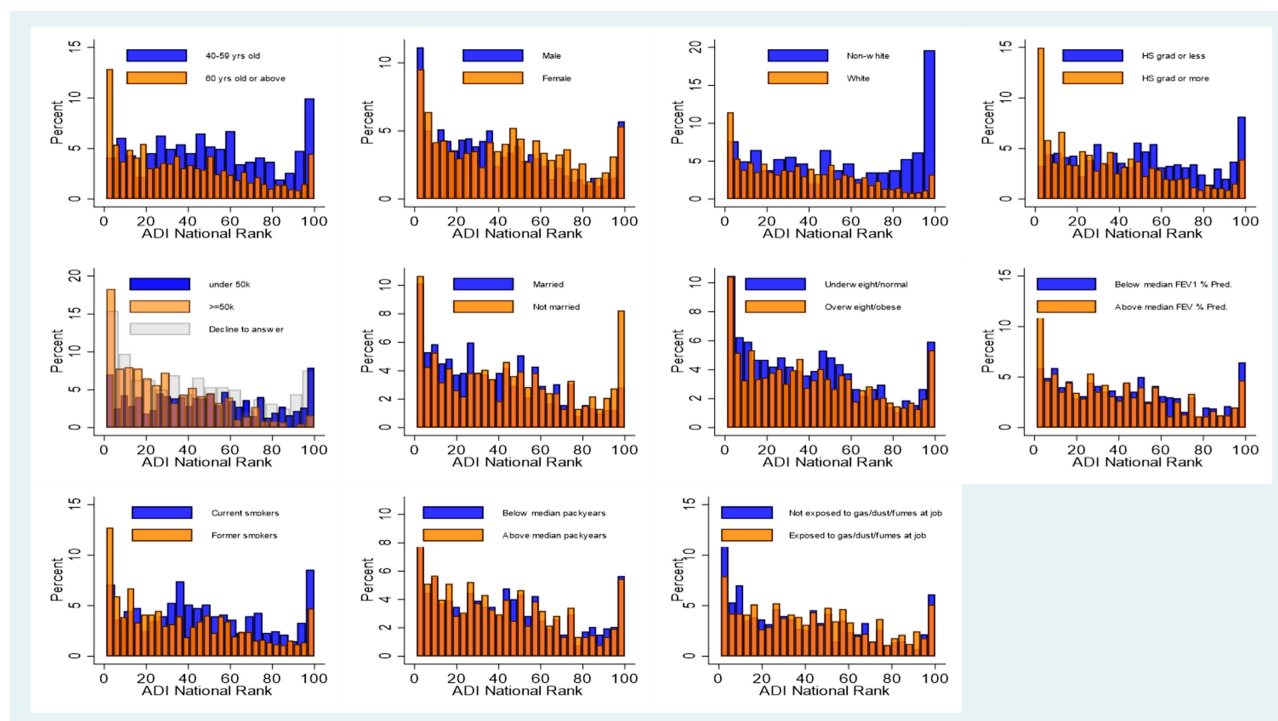 15
10
5
0
Percent
40-59 yrs old
60 yrs old or above
0 20 40 60 80 100
ADI National Rank
10
5
0
Percent
Male
Female
0 20 40 60 80 100
ADI National Rank
20
15
10
5
0
Percent
Non-white
White
0 20 40 60 80 100
ADI National Rank
15
10
5
0
Percent
HS grad or less
HS grad or more
0 20 40 60 80 100
ADI National Rank
20
15
10
5
0
Percent
under 50k
>=50k
Decline to answer
0 20 40 60 80 100
ADI National Rank
10
8
6
4
2
0
Percent
Married
Not married
0 20 40 60 80 100
ADI National Rank
10
8
6
4
2
0
Percent
Underweight/normal
Overweight/obese
0 20 40 60 80 100
ADI National Rank
15
10
5
0
Percent
Below median FEV1 % Pred.
Above median FEV % Pred.
0 20 40 60 80 100
ADI National Rank
15
10
5
0
Percent
Current smokers
Former smokers
0 20 40 60 80 100
ADI National Rank
10
8
6
4
2
0
Percent
Below median packyears
Above median packyears
0 20 40 60 80 100
ADI National Rank
15
10
5
0
Percent
Not exposed to gas/dust/fumes at job
Exposed to gas/dust/fumes at job
0 20 40 60 80 100
ADI National Rank